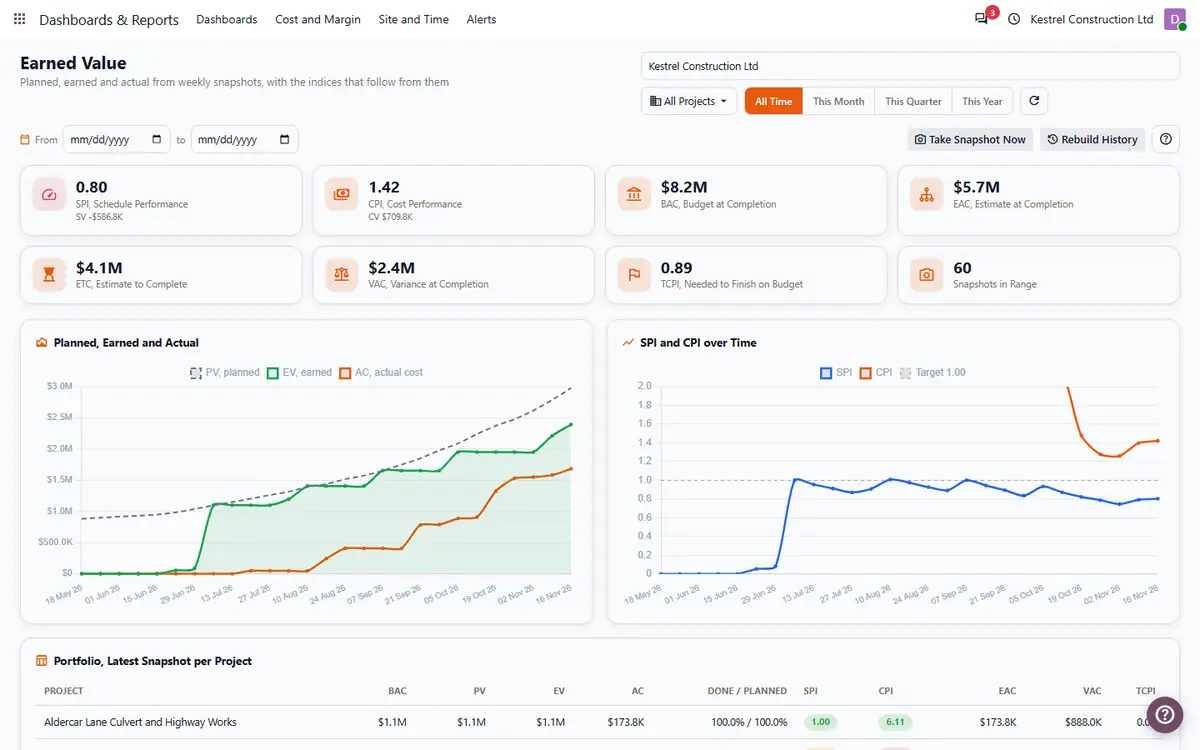 Dashboards & Reports Dashboards Cost and Margin Site and Time Alerts 3 Kestrel Construction Ltd D
Earned Value
Planned, earned and actual from weekly snapshots, with the indices that follow from them
Kestrel Construction Ltd
All Projects All Time This Month This Quarter This Year
From mm/dd/yyyy to mm/dd/yyyy Take Snapshot Now Rebuild History
0.80
SPI, Schedule Performance
SV -$586.8K
1.42
CPI, Cost Performance
CV $709.8K
$8.2M
BAC, Budget at Completion
$5.7M
EAC, Estimate at Completion
$4.1M
ETC, Estimate to Complete
$2.4M
VAC, Variance at Completion
0.89
TCPI, Needed to Finish on Budget
60
Snapshots in Range
Planned, Earned and Actual
PV, planned EV, earned AC, actual cost
$3.0M
$2.5M
$2.0M
$1.5M
$1.0M
$500.0K
$0
18 May 26 01 Jun 26 15 Jun 26 29 Jun 26 13 Jul 26 27 Jul 26 10 Aug 26 24 Aug 26 07 Sep 26 21 Sep 26 05 Oct 26 19 Oct 26 02 Nov 26 16 Nov 26
SPI and CPI over Time
SPI CPI Target 1.00
2.0
1.8
1.6
1.4
1.2
1.0
0.8
0.6
0.4
0.2
0
18 May 26 01 Jun 26 15 Jun 26 29 Jun 26 13 Jul 26 27 Jul 26 10 Aug 26 24 Aug 26 07 Sep 26 21 Sep 26 05 Oct 26 19 Oct 26 02 Nov 26 16 Nov 26
Portfolio, Latest Snapshot per Project
PROJECT BAC PV EV AC DONE / PLANNED SPI CPI EAC VAC TCPI
Aldercar Lane Culvert and Highway Works $1.1M $1.1M $1.1M $173.8K 100.0% / 100.0% 1.00 6.11 $173.8K $888.0K